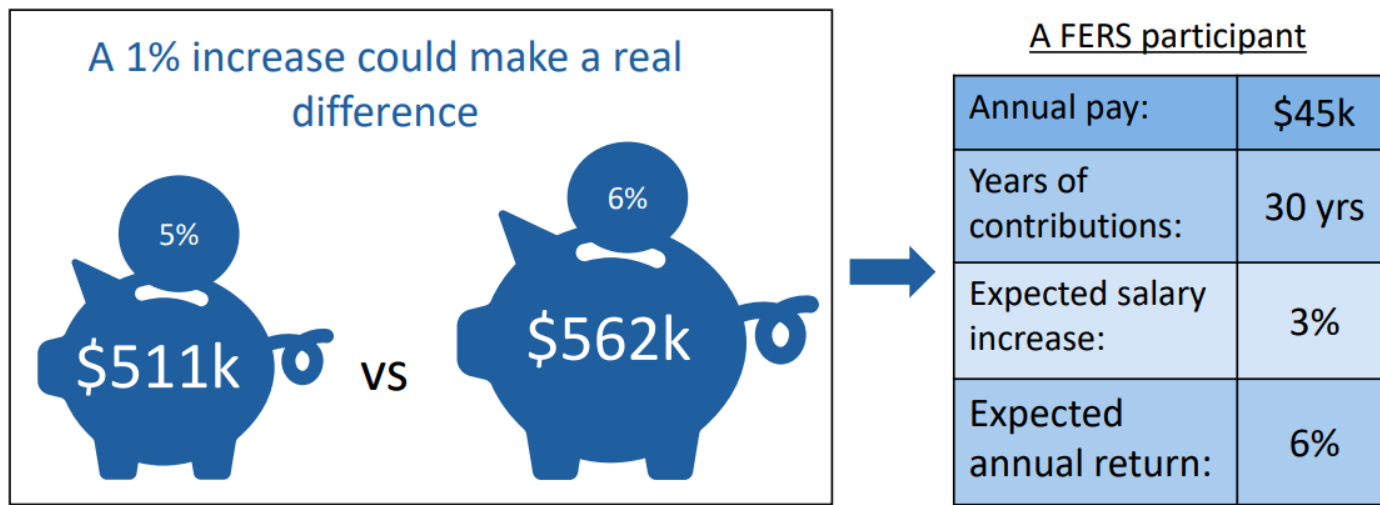 A 1% increase could make a real
difference
5%
$511k
vs
6%
$562k
A FERS participant
Annual pay: $45k
Years of
contributions: 30 yrs
Expected salary
increase: 3%
Expected
annual return: 6%